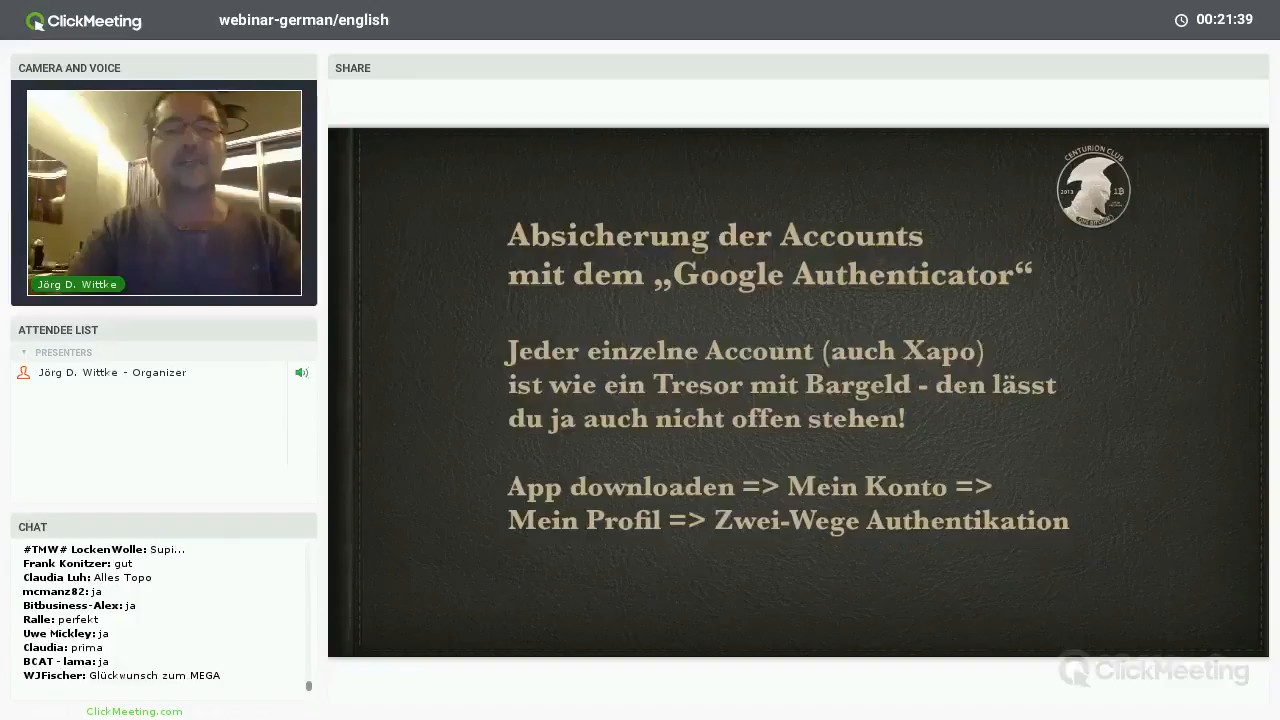 ClickMeeting
webinar-german/english
00:21:39
CAMERA AND VOICE
Jörg D. Wittke
ATTENDEE LIST
PRESENTERS
Jörg D. Wittke - Organizer
CHAT
#TMW# LockenWolle: Supi...
Frank Konitzer: gut
Claudia Luh: Alles Topo
mcmanz82: ja
Bitbusiness-Alex: ja
Ralle: perfekt
Uwe Mickley: ja
Claudia: prima
BCAT - lama: ja
WJFischer: Glückwunsch zum MEGA
ClickMeeting.com
SHARE
CENTURION CLUB
2013
1₿
ONE BITCOIN
Absicherung der Accounts
mit dem „Google Authenticator“
Jeder einzelne Account (auch Xapo)
ist wie ein Tresor mit Bargeld - den lässt
du ja auch nicht offen stehen!
App downloaden => Mein Konto =>
Mein Profil => Zwei-Wege Authentikation
ClickMeeting